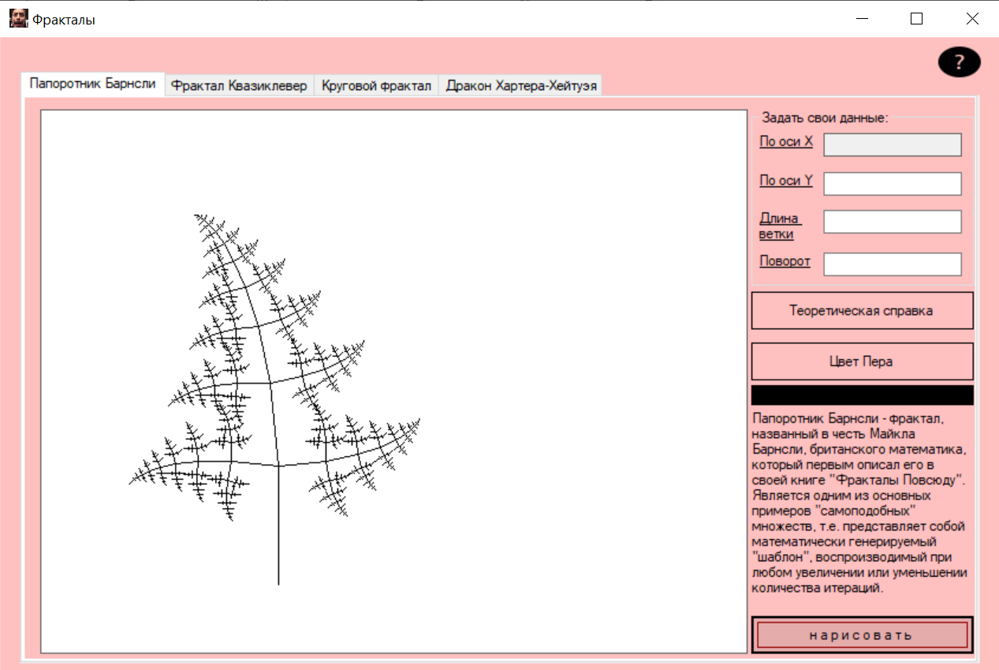 Фракталы
?
Папоротник Барнсли
Фрактал Квазиклевер
Круговой фрактал
Дракон Хартера-Хейтуэя
Задать свои данные:
По оси X
По оси Y
Длина
ветки
Поворот
Теоретическая справка
Цвет Пера
Папоротник Барнсли - фрактал,
названный в честь Майкла
Барнсли, британского математика,
который первым описал его в
своей книге "Фракталы Повсюду".
Является одним из основных
примеров "самоподобных"
множеств, т.е. представляет собой
математически генерируемый
"шаблон", воспроизводимый при
любом увеличении или уменьшении
количества итераций.
нарисовать